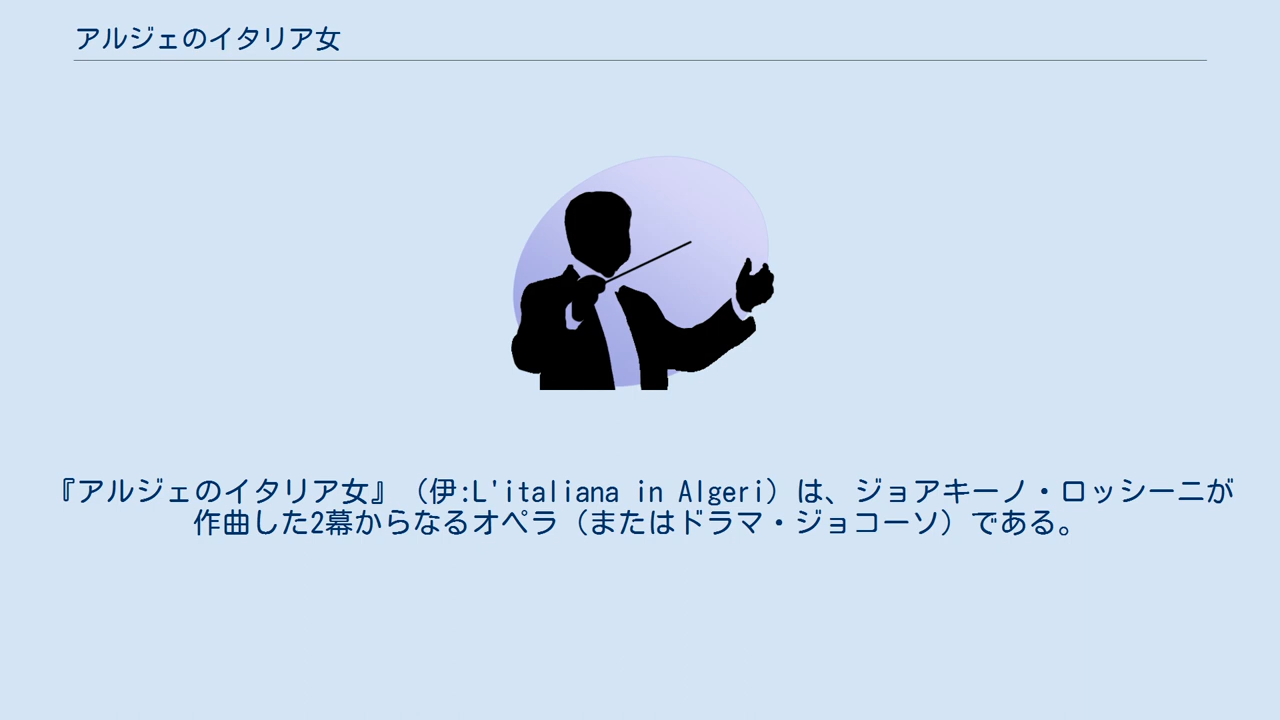 アルジェのイタリア女
『アルジェのイタリア女』（伊:L'italiana in Algeri）は、ジョアキーノ・ロッシーニが
作曲した2幕からなるオペラ（またはドラマ・ジョコーソ）である。